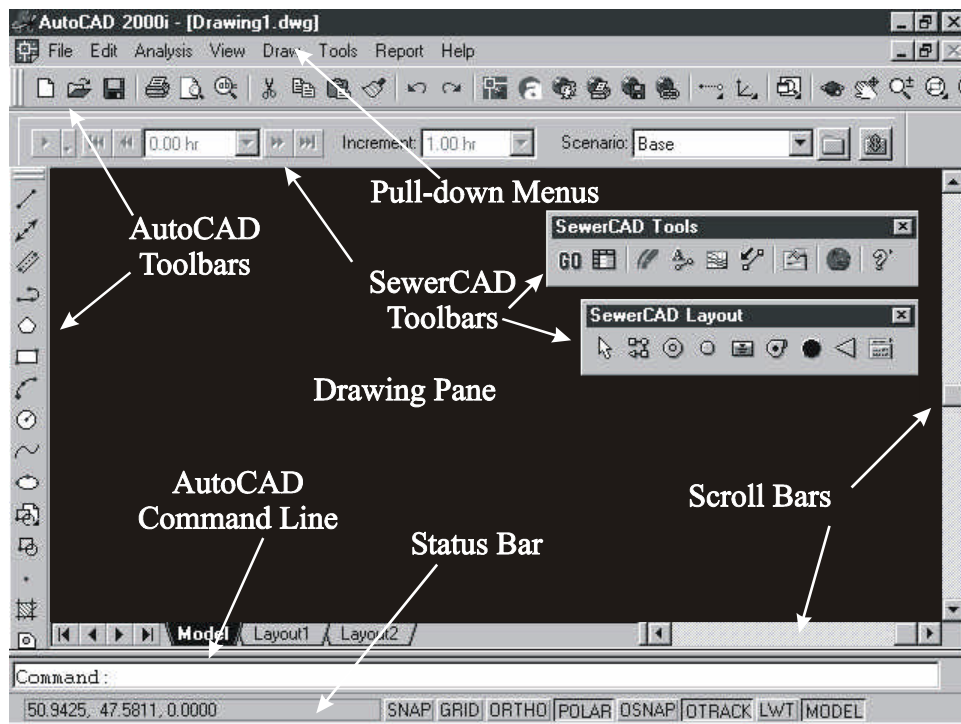 AutoCAD 2000i - [Drawing1.dwg]
File Edit Analysis View Draw Tools Report Help
0.00 hr Increment: 1.00 hr Scenario: Base
Pull-down Menus
AutoCAD
Toolbars
SewerCAD Tools
GO
SewerCAD
Toolbars
SewerCAD Layout
Drawing Pane
AutoCAD
Command Line
Scroll Bars
Status Bar
Model Layout1 Layout2
Command:
50.9425, 47.5811, 0.0000 SNAP GRID ORTHO POLAR OSNAP OTRACK LWT MODEL